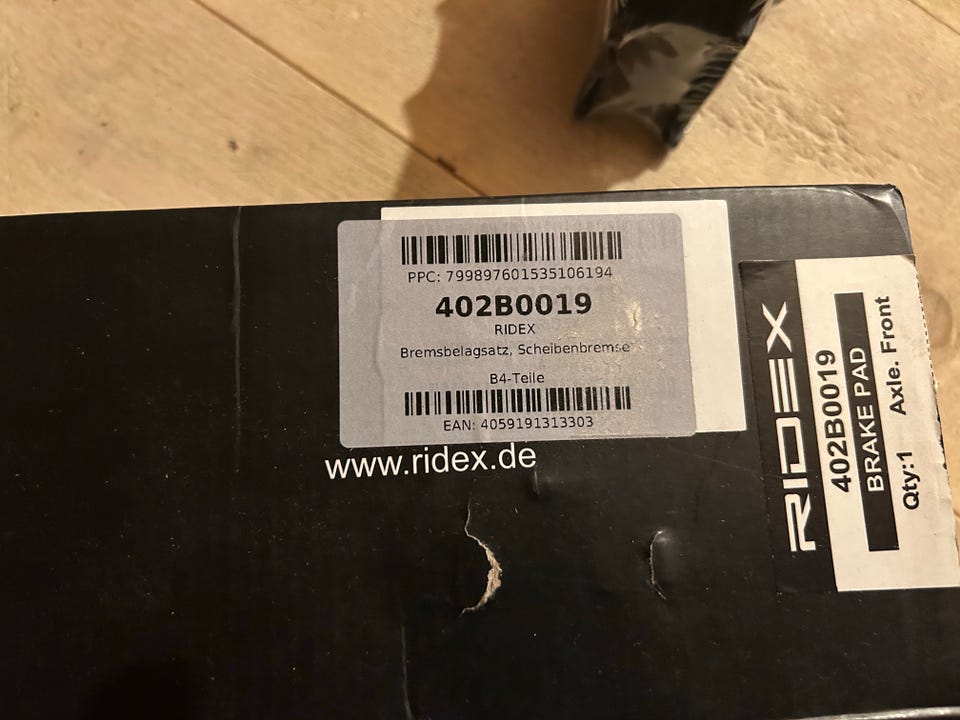 PPC: 799897601535106194
402B0019
RIDEX
Bremsbelagsatz, Scheibenbremse
B4-Teile
EAN: 4059191313303
www.ridex.de
RIDEX
402B0019
BRAKE PAD
Qty:1 Axle. Front